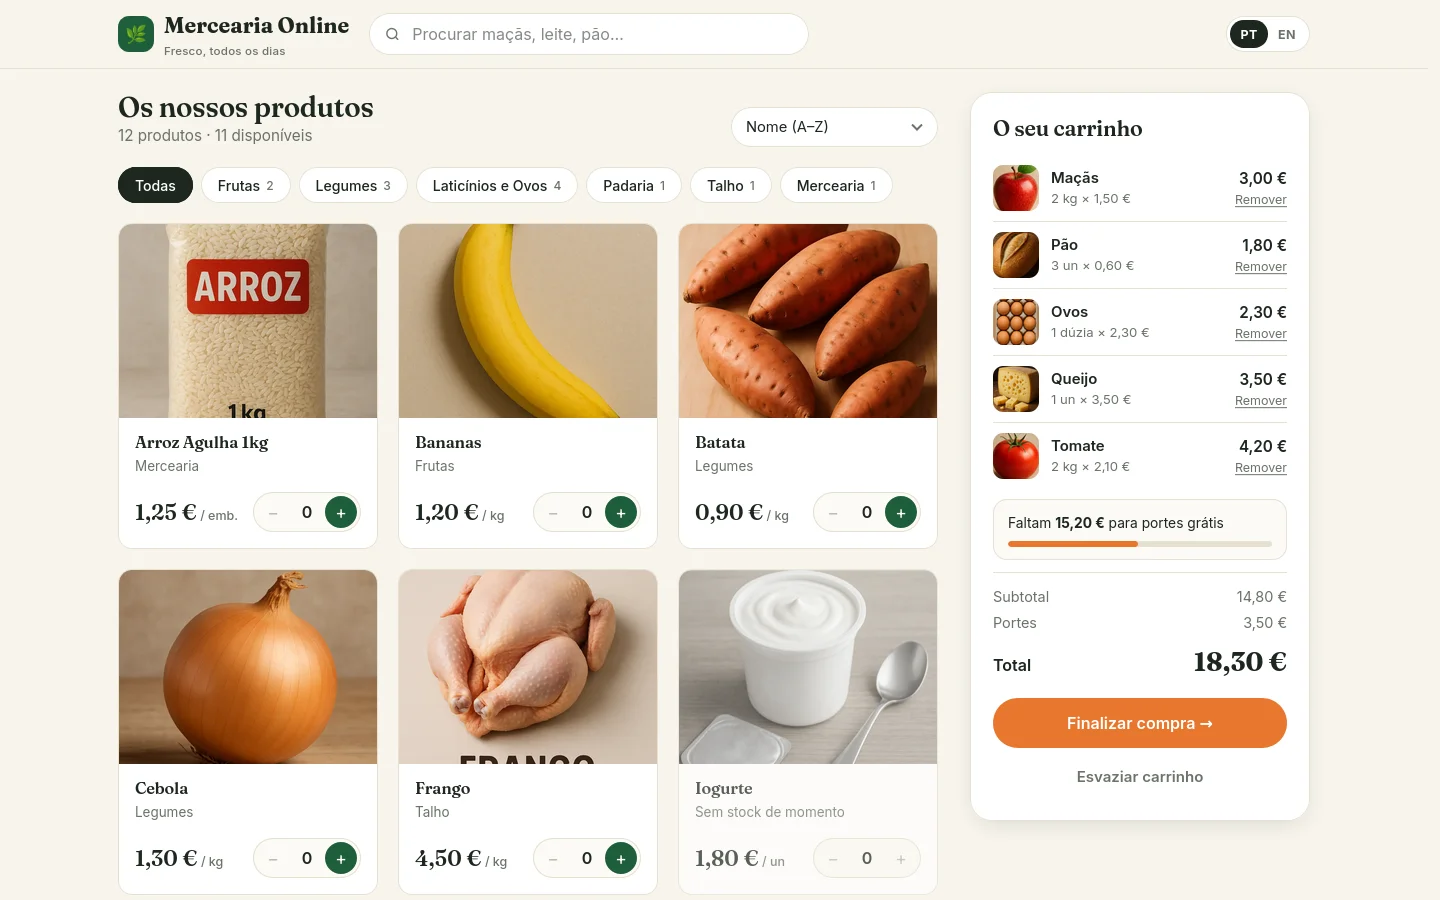 Mercearia Online
Fresco, todos os dias
Procurar maçãs, leite, pão...
PT EN
Os nossos produtos
12 produtos · 11 disponíveis
Nome (A–Z)
Todas
Frutas 2
Legumes 3
Laticínios e Ovos 4
Padaria 1
Talho 1
Mercearia 1
ARROZ
1kg
Arroz Agulha 1kg
Mercearia
1,25 € / emb.
− 0 +
Bananas
Frutas
1,20 € / kg
− 0 +
Batata
Legumes
0,90 € / kg
− 0 +
Cebola
Legumes
1,30 € / kg
− 0 +
FRANGO
Frango
Talho
4,50 € / kg
− 0 +
Iogurte
Sem stock de momento
1,80 € / un
− 0 +
O seu carrinho
Maçãs 3,00 €
2 kg × 1,50 € Remover
Pão 1,80 €
3 un × 0,60 € Remover
Ovos 2,30 €
1 dúzia × 2,30 € Remover
Queijo 3,50 €
1 un × 3,50 € Remover
Tomate 4,20 €
2 kg × 2,10 € Remover
Faltam 15,20 € para portes grátis
Subtotal 14,80 €
Portes 3,50 €
Total 18,30 €
Finalizar compra →
Esvaziar carrinho